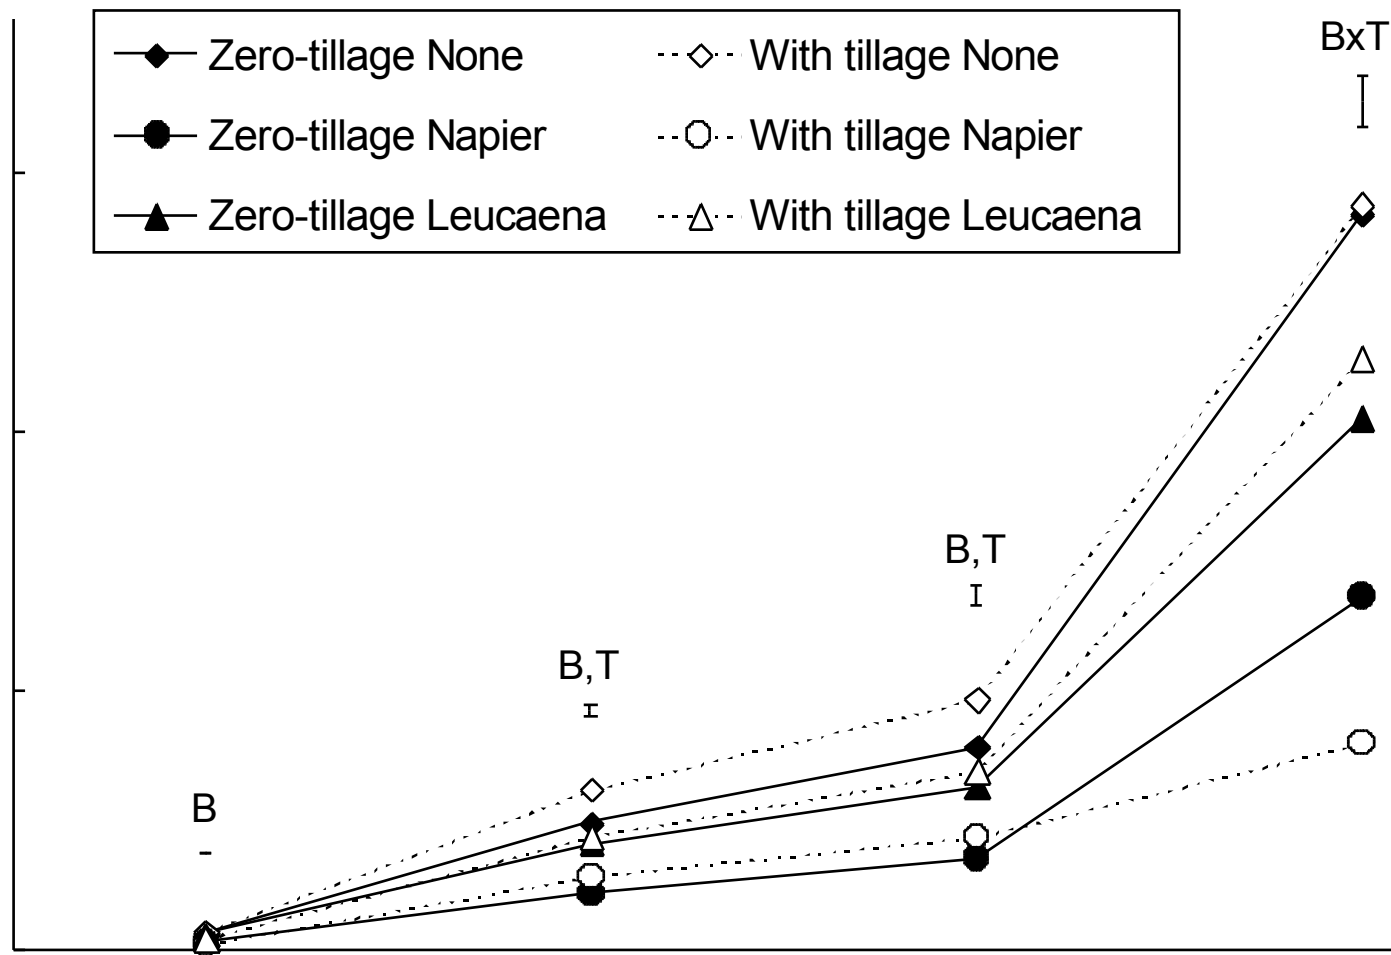 Zero-tillage None
With tillage None
Zero-tillage Napier
With tillage Napier
Zero-tillage Leucaena
With tillage Leucaena
BxT
B,T
B,T
B